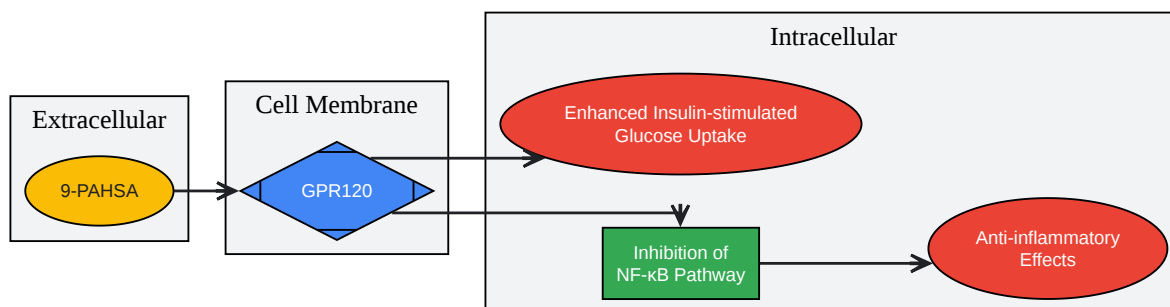 Extracellular
9-PAHSA
Cell Membrane
GPR120
Intracellular
Enhanced Insulin-stimulated
Glucose Uptake
Inhibition of
NF-κB Pathway
Anti-inflammatory
Effects